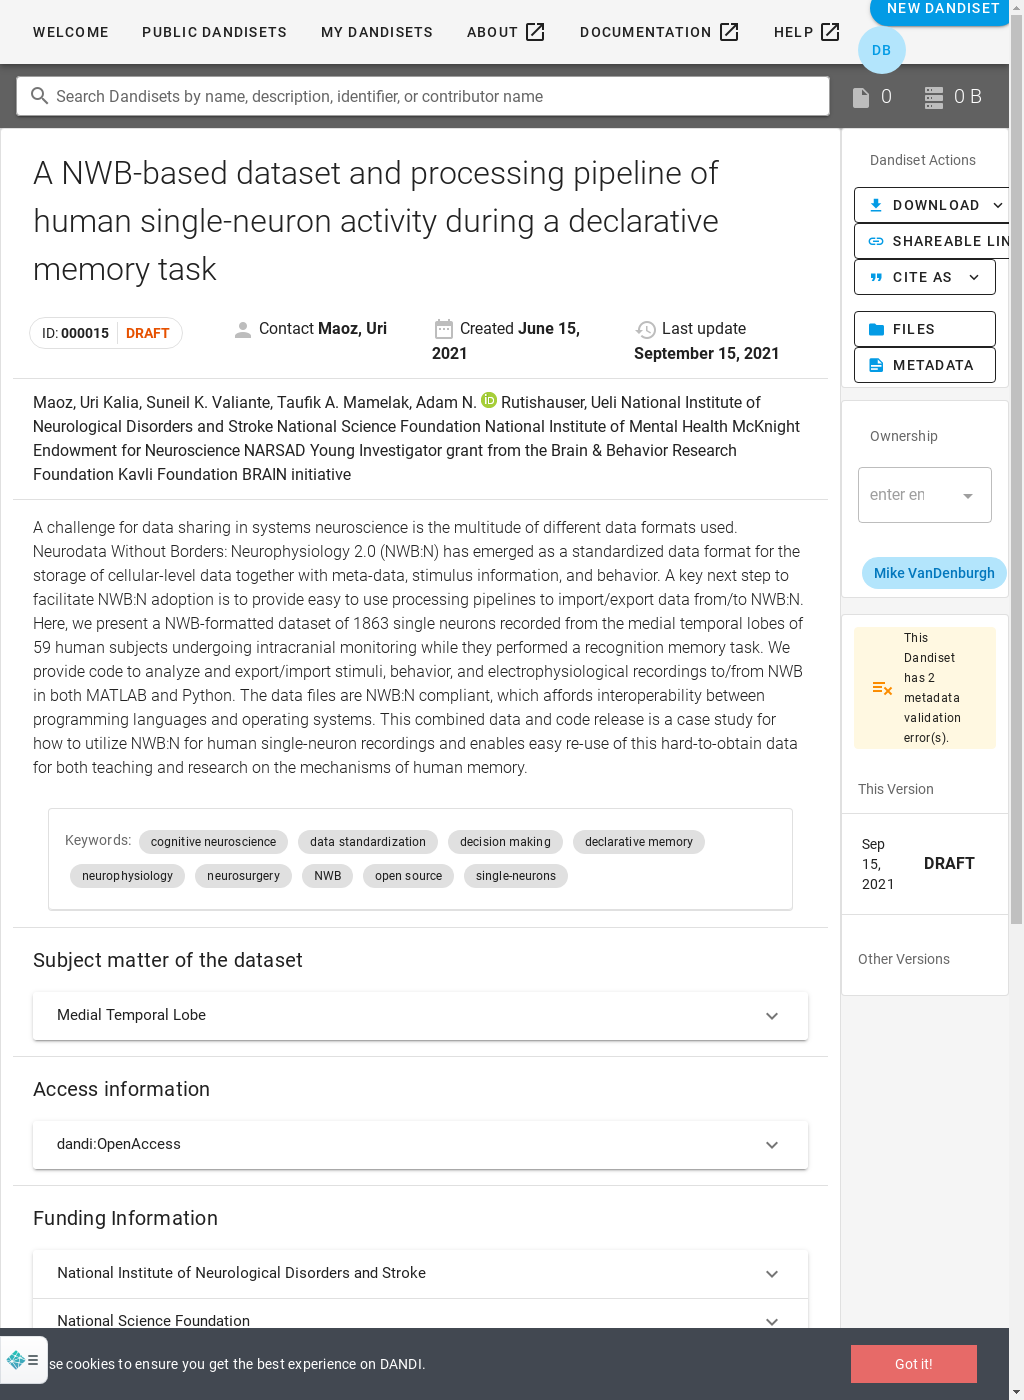 WELCOME PUBLIC DANDISETS MY DANDISETS ABOUT DOCUMENTATION HELP NEW DANDISET
DB
Search Dandisets by name, description, identifier, or contributor name 0 0 B
A NWB-based dataset and processing pipeline of
human single-neuron activity during a declarative
memory task
ID: 000015 DRAFT
Contact Maoz, Uri
Created June 15,
2021
Last update
September 15, 2021
Maoz, Uri Kalia, Suneil K. Valiante, Taufik A. Mamelak, Adam N. iD Rutishauser, Ueli National Institute of
Neurological Disorders and Stroke National Science Foundation National Institute of Mental Health McKnight
Endowment for Neuroscience NARSAD Young Investigator grant from the Brain & Behavior Research
Foundation Kavli Foundation BRAIN initiative
A challenge for data sharing in systems neuroscience is the multitude of different data formats used.
Neurodata Without Borders: Neurophysiology 2.0 (NWB:N) has emerged as a standardized data format for the
storage of cellular-level data together with meta-data, stimulus information, and behavior. A key next step to
facilitate NWB:N adoption is to provide easy to use processing pipelines to import/export data from/to NWB:N.
Here, we present a NWB-formatted dataset of 1863 single neurons recorded from the medial temporal lobes of
59 human subjects undergoing intracranial monitoring while they performed a recognition memory task. We
provide code to analyze and export/import stimuli, behavior, and electrophysiological recordings to/from NWB
in both MATLAB and Python. The data files are NWB:N compliant, which affords interoperability between
programming languages and operating systems. This combined data and code release is a case study for
how to utilize NWB:N for human single-neuron recordings and enables easy re-use of this hard-to-obtain data
for both teaching and research on the mechanisms of human memory.
Keywords: cognitive neuroscience data standardization decision making declarative memory
neurophysiology neurosurgery NWB open source single-neurons
Subject matter of the dataset
Medial Temporal Lobe
Access information
dandi:OpenAccess
Funding Information
National Institute of Neurological Disorders and Stroke
National Science Foundation
Dandiset Actions
DOWNLOAD
SHAREABLE LIN
CITE AS
FILES
METADATA
Ownership
enter en
Mike VanDenburgh
This
Dandiset
has 2
metadata
validation
error(s).
This Version
Sep
15,
2021
DRAFT
Other Versions
se cookies to ensure you get the best experience on DANDI.
Got it!